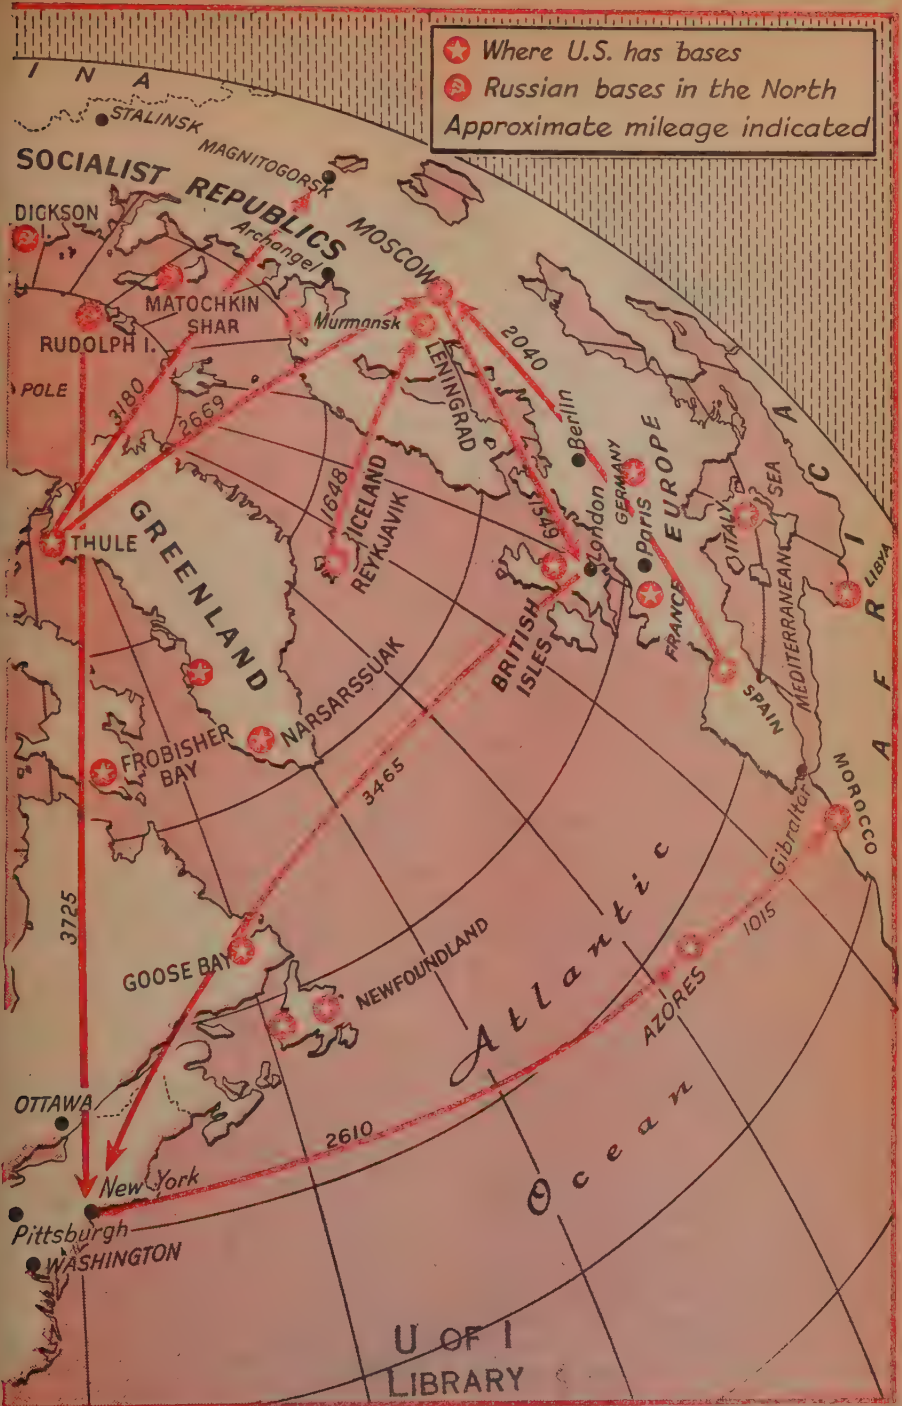 Where U.S. has bases
Russian bases in the North
Approximate mileage indicated
I N A
STALINSK
MAGNITOGORSK
SOCIALIST REPUBLICS
DICKSON
I.
Archangel
MOSCOW
MATOCHKIN
SHAR
RUDOLPH I.
Murmansk
POLE
LENINGRAD
2040
3180
2669
1648
1549
Berlin
GERMANY
EUROPE
Paris
London
ICELAND
REYKJAVIK
THULE
GREENLAND
ITALY
SEA
MEDITERRANEAN
LIBYA
AFRICA
FRANCE
BRITISH
ISLES
SPAIN
NARSARSSUAK
FROBISHER
BAY
3465
MOROCCO
Gibraltar
3725
1015
GOOSE BAY
NEWFOUNDLAND
AZORES
Atlantic
Ocean
OTTAWA
2610
New York
Pittsburgh
WASHINGTON
U OF I
LIBRARY